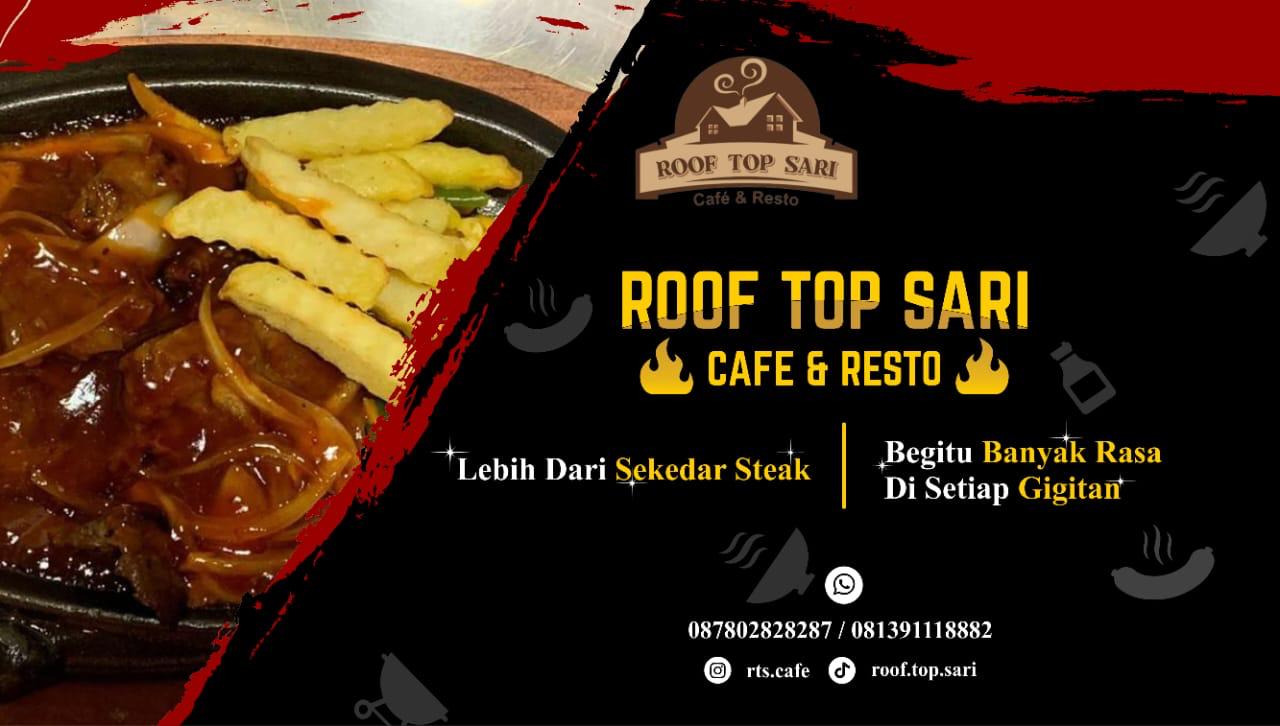 ROOF TOP SARI
Café & Resto
ROOF TOP SARI
CAFE & RESTO
Lebih Dari Sekedar Steak
Begitu Banyak Rasa
Di Setiap Gigitan
087802828287 / 081391118882
rts.cafe roof.top.sari